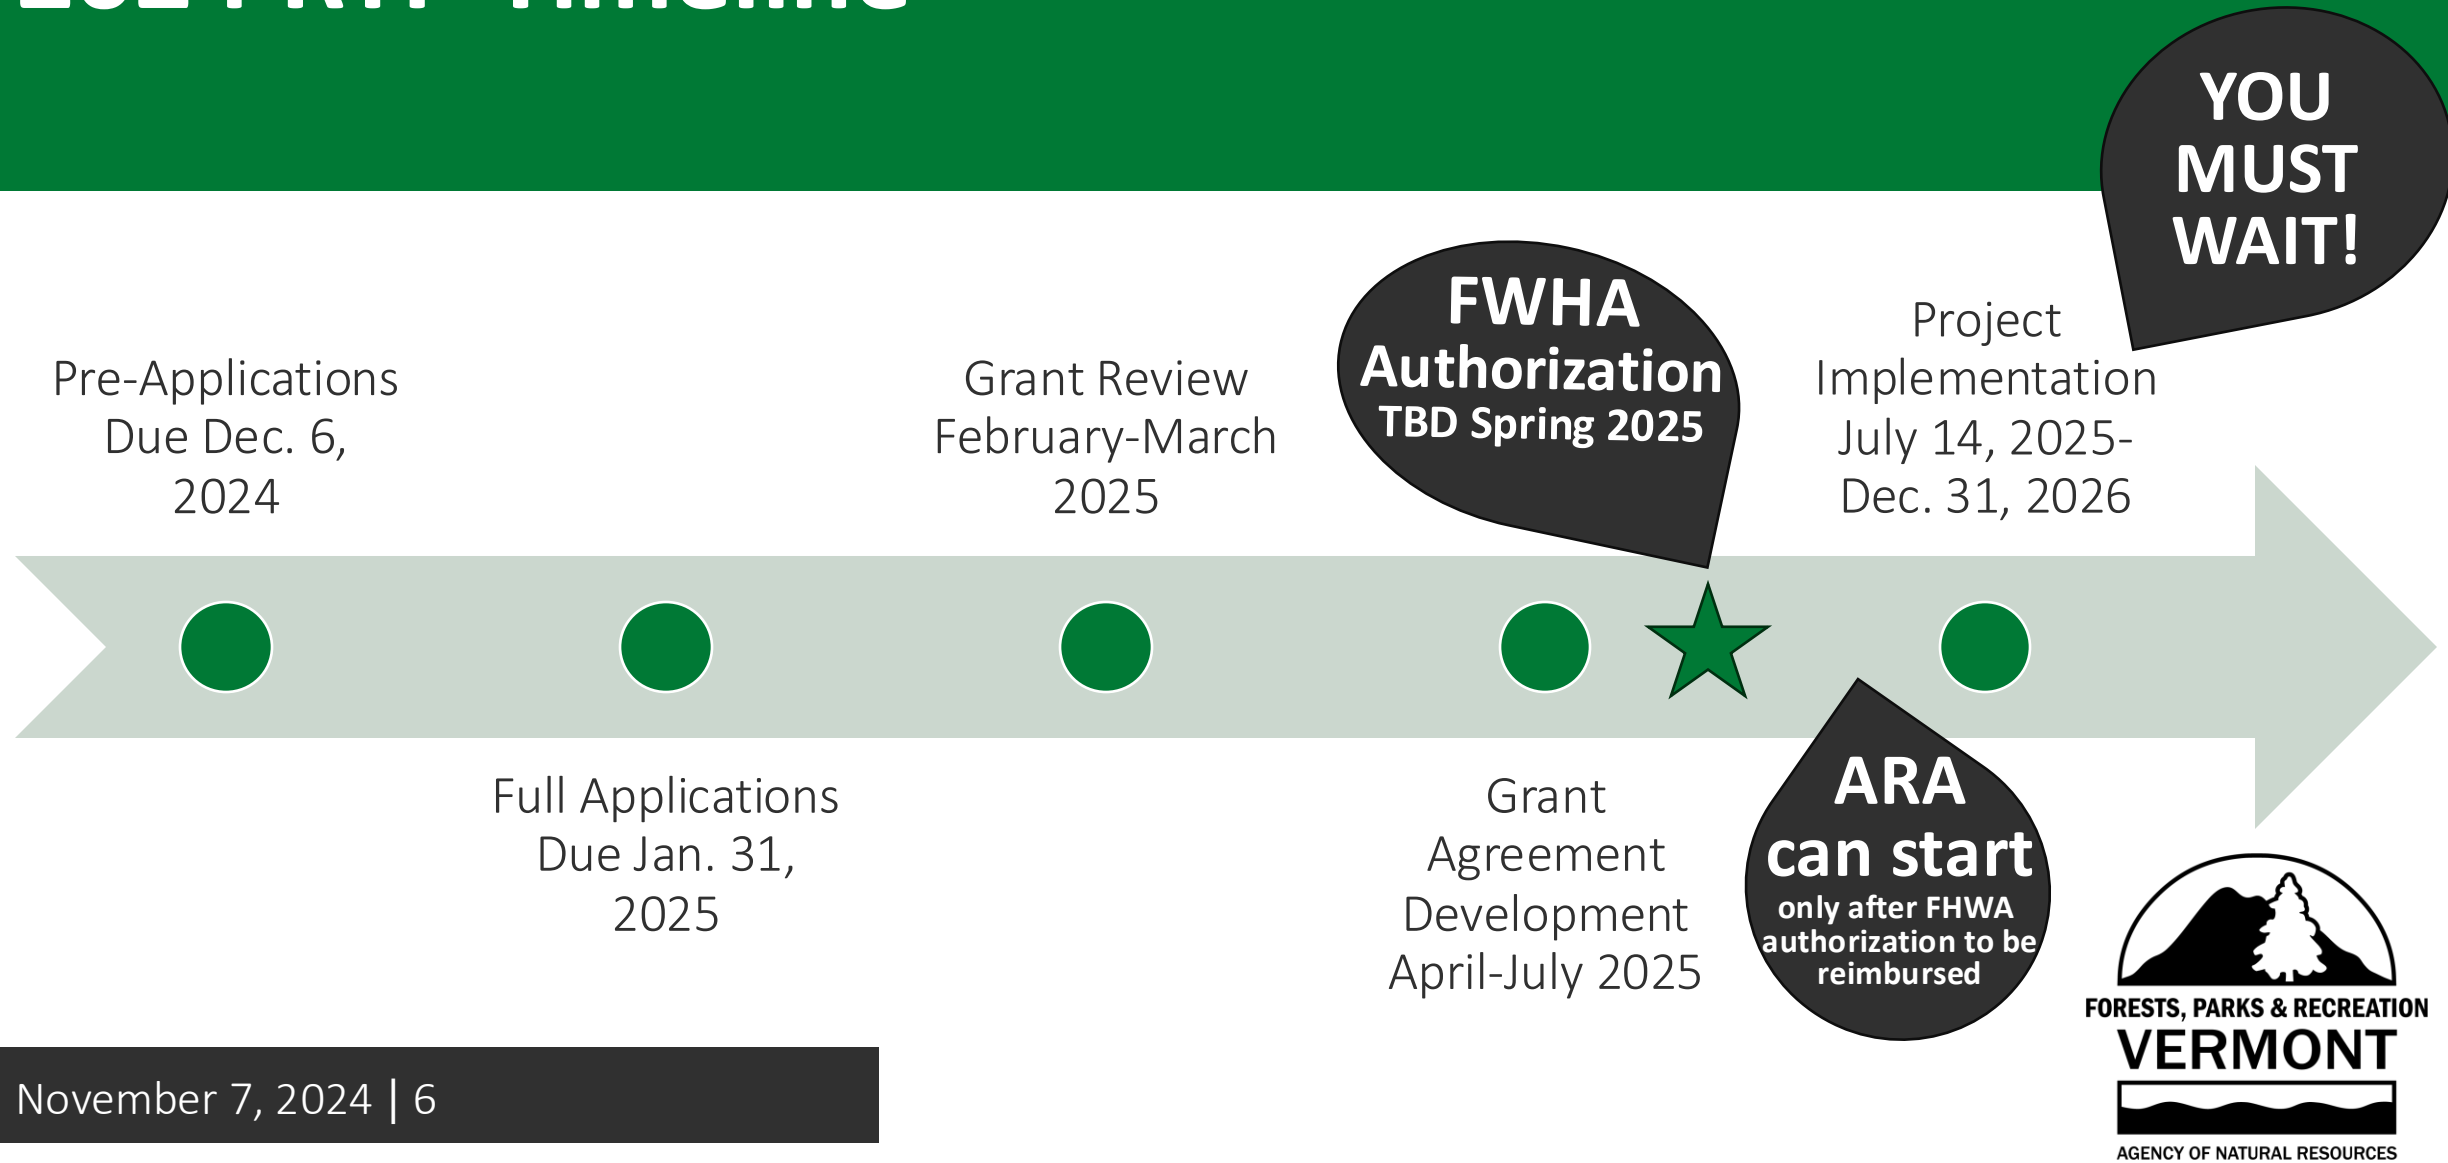 YOU
MUST
WAIT!
Pre-Applications
Due Dec. 6,
2024
Full Applications
Due Jan. 31,
2025
Grant Review
February-March
2025
FWHA
Authorization
TBD Spring 2025
Grant
Agreement
Development
April-July 2025
ARA
can start
only after FHWA
authorization to be
reimbursed
Project
Implementation
July 14, 2025-
Dec. 31, 2026
November 7, 2024 | 6
FORESTS, PARKS & RECREATION
VERMONT
AGENCY OF NATURAL RESOURCES